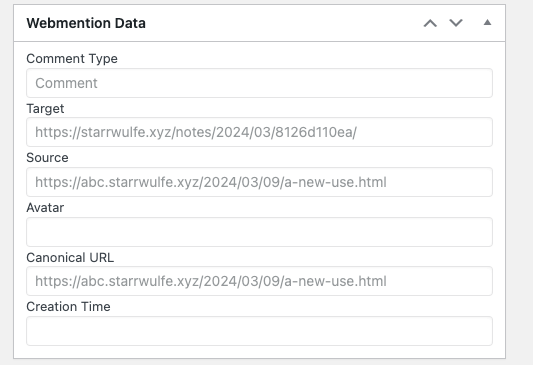 Webmention Data
Comment Type
Comment
Target
https://starrwulfe.xyz/notes/2024/03/8126d110ea/
Source
https://abc.starrwulfe.xyz/2024/03/09/a-new-use.html
Avatar
Canonical URL
https://abc.starrwulfe.xyz/2024/03/09/a-new-use.html
Creation Time